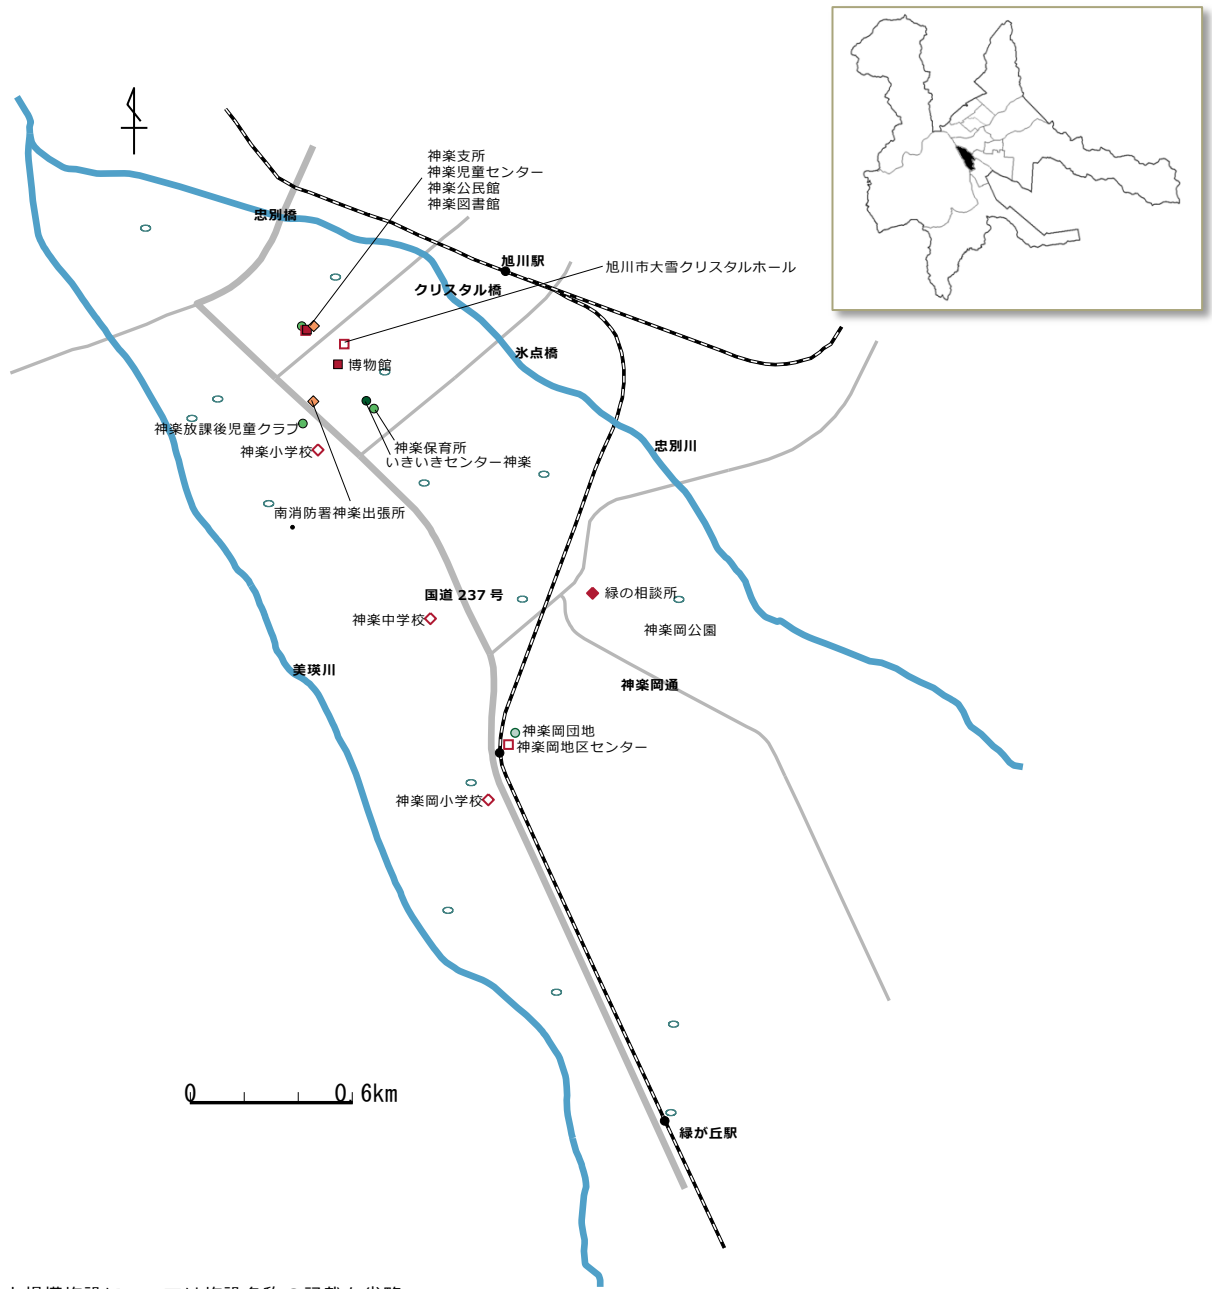 神楽支所
神楽児童センター
神楽公民館
神楽図書館
忠別橋
旭川駅
旭川市大雪クリスタルホール
クリスタル橋
氷点橋
博物館
神楽放課後児童クラブ
忠別川
神楽保育所
神楽小学校
いきいきセンター神楽
南消防署神楽出張所
国道 237 号
緑の相談所
神楽中学校
神楽岡公園
美瑛川
神楽岡通
神楽岡団地
神楽岡地区センター
神楽岡小学校
0 0.6km
緑が丘駅